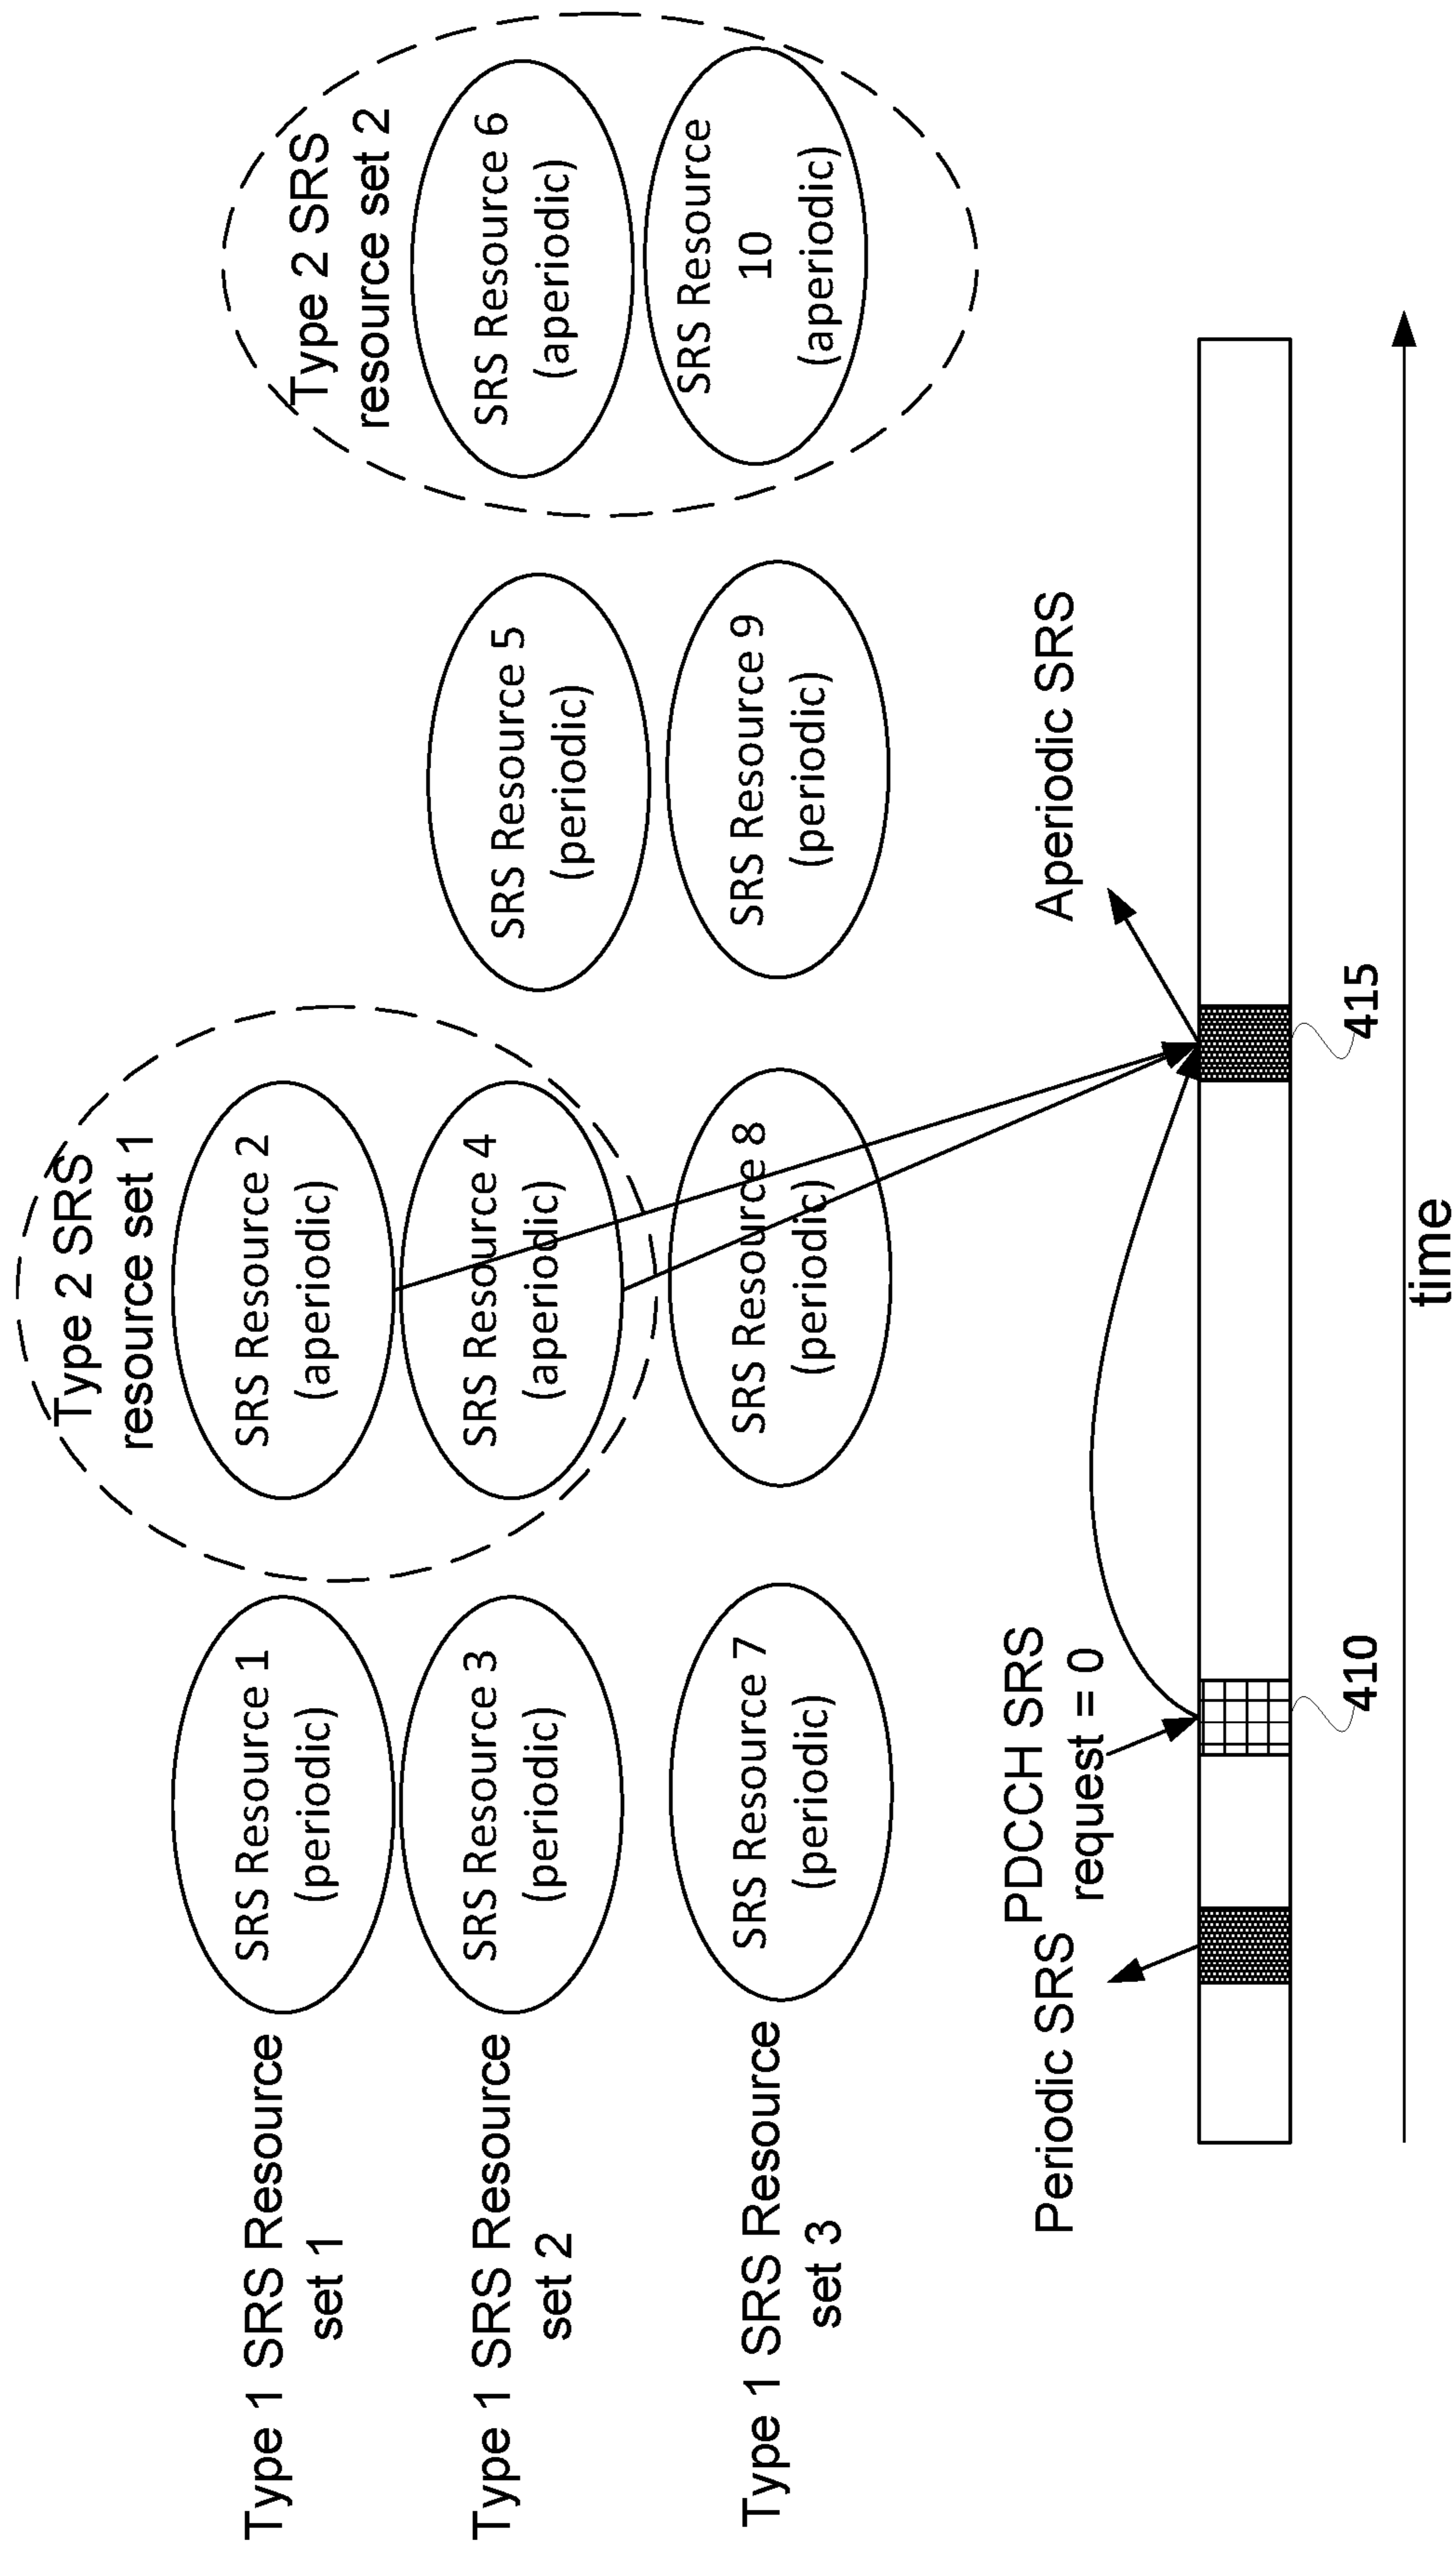 Type 2 SRS
resource set 1
Type 2 SRS
resource set 2
Type 1 SRS Resource
set 1
SRS Resource 1
(periodic)
SRS Resource 2
(aperiodic)
Type 1 SRS Resource
set 2
SRS Resource 3
(periodic)
SRS Resource 4
(aperiodic)
SRS Resource 5
(periodic)
SRS Resource 6
(aperiodic)
Type 1 SRS Resource
set 3
SRS Resource 7
(periodic)
SRS Resource 8
(periodic)
SRS Resource 9
(periodic)
SRS Resource
10
(aperiodic)
Periodic SRS
PDCCH SRS
request = 0
Aperiodic SRS
410
415
time